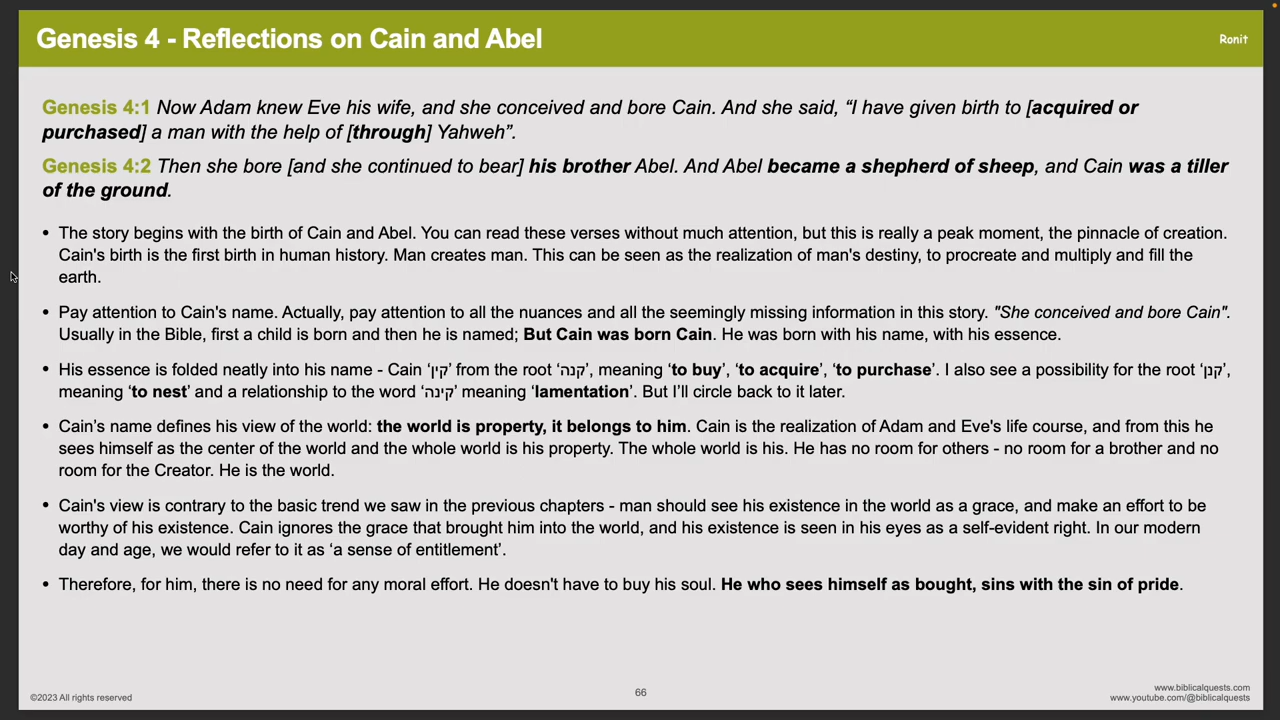 Genesis 4 - Reflections on Cain and Abel
Ronit
Genesis 4:1 Now Adam knew Eve his wife, and she conceived and bore Cain. And she said, “I have given birth to [acquired or
purchased] a man with the help of [through] Yahweh”.
Genesis 4:2 Then she bore [and she continued to bear] his brother Abel. And Abel became a shepherd of sheep, and Cain was a tiller
of the ground.
• The story begins with the birth of Cain and Abel. You can read these verses without much attention, but this is really a peak moment, the pinnacle of creation.
Cain's birth is the first birth in human history. Man creates man. This can be seen as the realization of man's destiny, to procreate and multiply and fill the
earth.
• Pay attention to Cain's name. Actually, pay attention to all the nuances and all the seemingly missing information in this story. "She conceived and bore Cain".
Usually in the Bible, first a child is born and then he is named; But Cain was born Cain. He was born with his name, with his essence.
• His essence is folded neatly into his name - Cain ‘קין’ from the root ‘קנה’, meaning ‘to buy’, ‘to acquire’, ‘to purchase’. I also see a possibility for the root ‘קנן’,
meaning ‘to nest’ and a relationship to the word ‘קינה’ meaning ‘lamentation’. But I’ll circle back to it later.
• Cain’s name defines his view of the world: the world is property, it belongs to him. Cain is the realization of Adam and Eve's life course, and from this he
sees himself as the center of the world and the whole world is his property. The whole world is his. He has no room for others - no room for a brother and no
room for the Creator. He is the world.
• Cain's view is contrary to the basic trend we saw in the previous chapters - man should see his existence in the world as a grace, and make an effort to be
worthy of his existence. Cain ignores the grace that brought him into the world, and his existence is seen in his eyes as a self-evident right. In our modern
day and age, we would refer to it as ‘a sense of entitlement’.
• Therefore, for him, there is no need for any moral effort. He doesn't have to buy his soul. He who sees himself as bought, sins with the sin of pride.
©2023 All rights reserved
66
www.biblicalquests.com
www.youtube.com/@biblicalquests